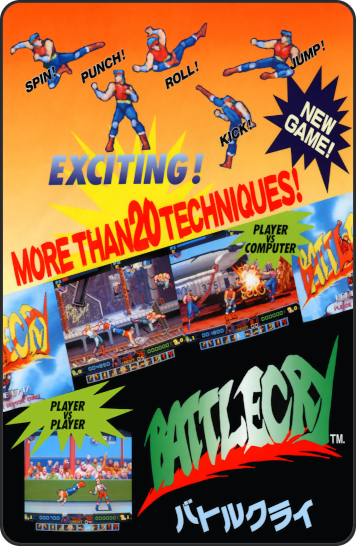 SPIN!
PUNCH!
ROLL!
JUMP!
KICK!
NEW
GAME!
EXCITING!
MORE THAN 20 TECHNIQUES!
PLAYER
VS
COMPUTER
PLAYER
VS
PLAYER
BATTLECRY TM.
バトルクライ